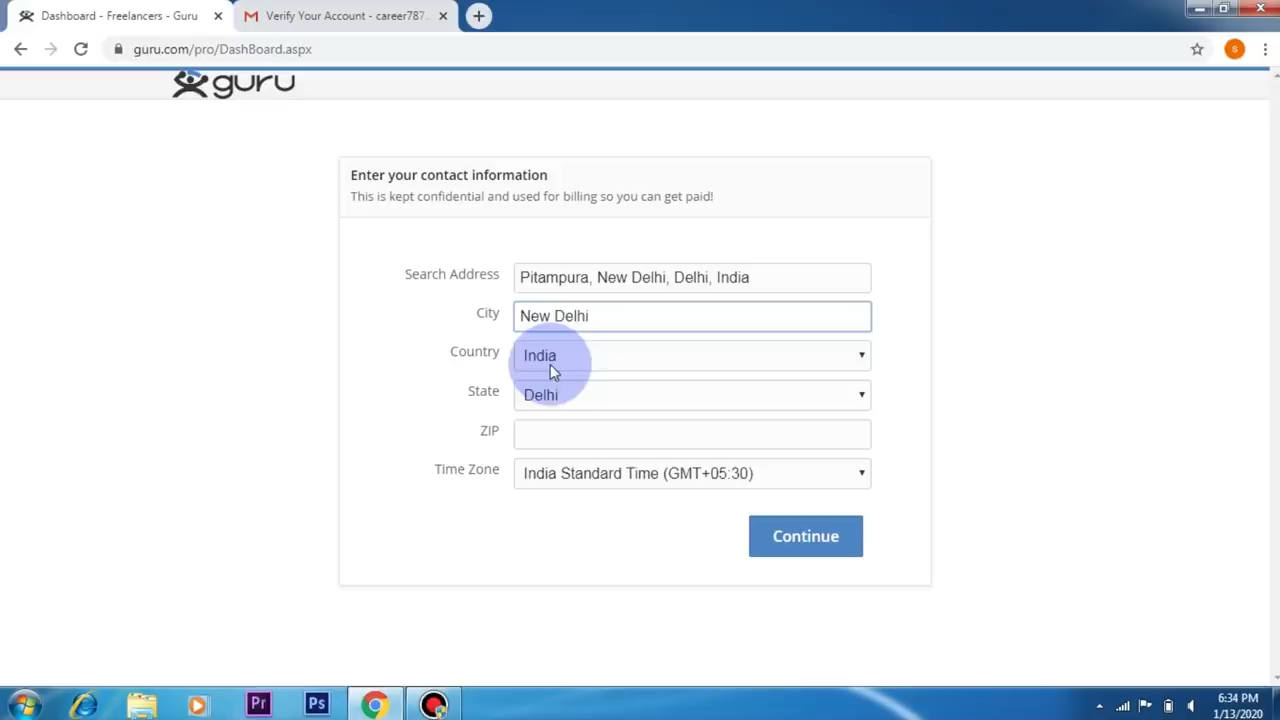 Dashboard - Freelancers - Guru
Verify Your Account - career787
guru.com/pro/DashBoard.aspx
S
guru
Enter your contact information
This is kept confidential and used for billing so you can get paid!
Search Address
Pitampura, New Delhi, Delhi, India
City
New Delhi
Country
India
State
Delhi
ZIP
Time Zone
India Standard Time (GMT+05:30)
Continue
Pr
Ps
6:34 PM
1/13/2020